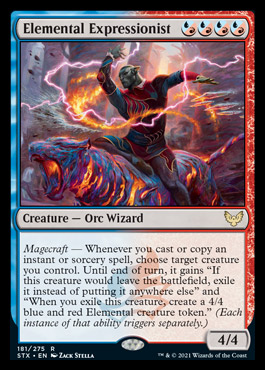 Elemental Expressionist
Creature — Orc Wizard
Magecraft — Whenever you cast or copy an
instant or sorcery spell, choose target creature
you control. Until end of turn, it gains “If
this creature would leave the battlefield, exile
it instead of putting it anywhere else” and
“When you exile this creature, create a 4/4
blue and red Elemental creature token.” (Each
instance of that ability triggers separately.)
4/4
181/275 R
STX • EN Zack Stella
™ & © 2021 Wizards of the Coast